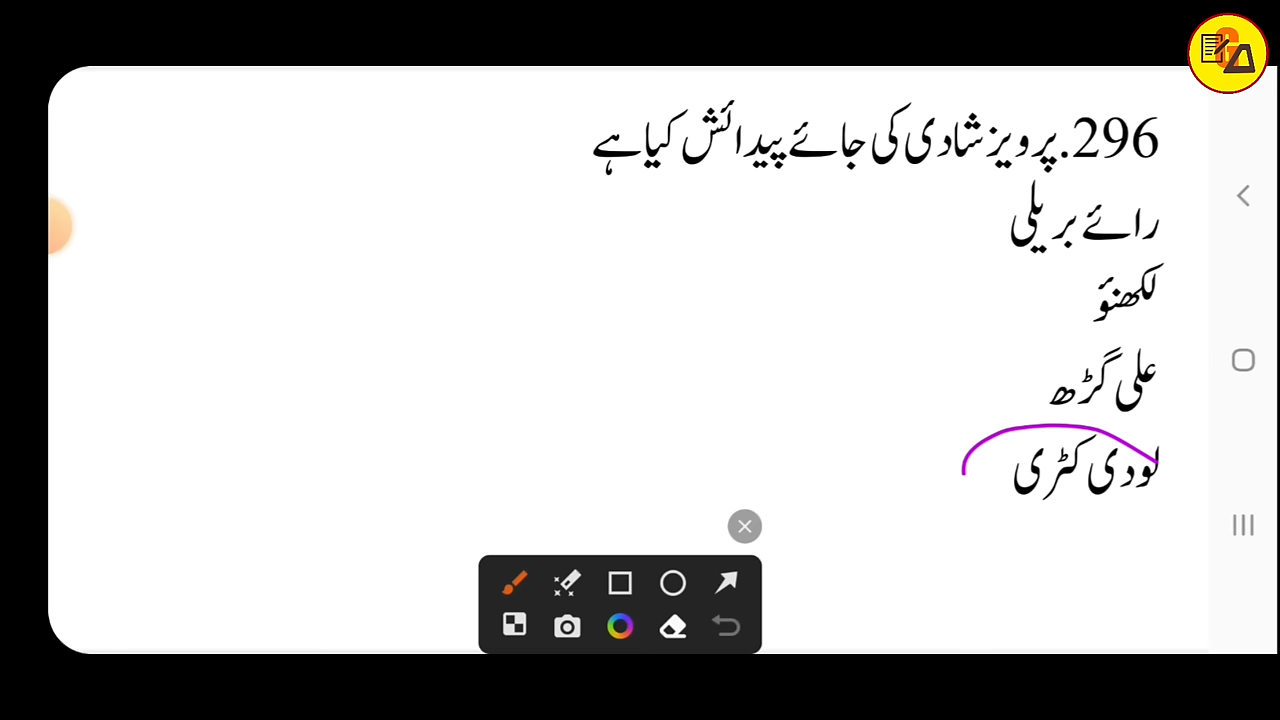 296.پرویز شادی کی جائے پیدائش کیا ہے
رائے بریلی
لکھنؤ
علی گڑھ
لودی کٹری